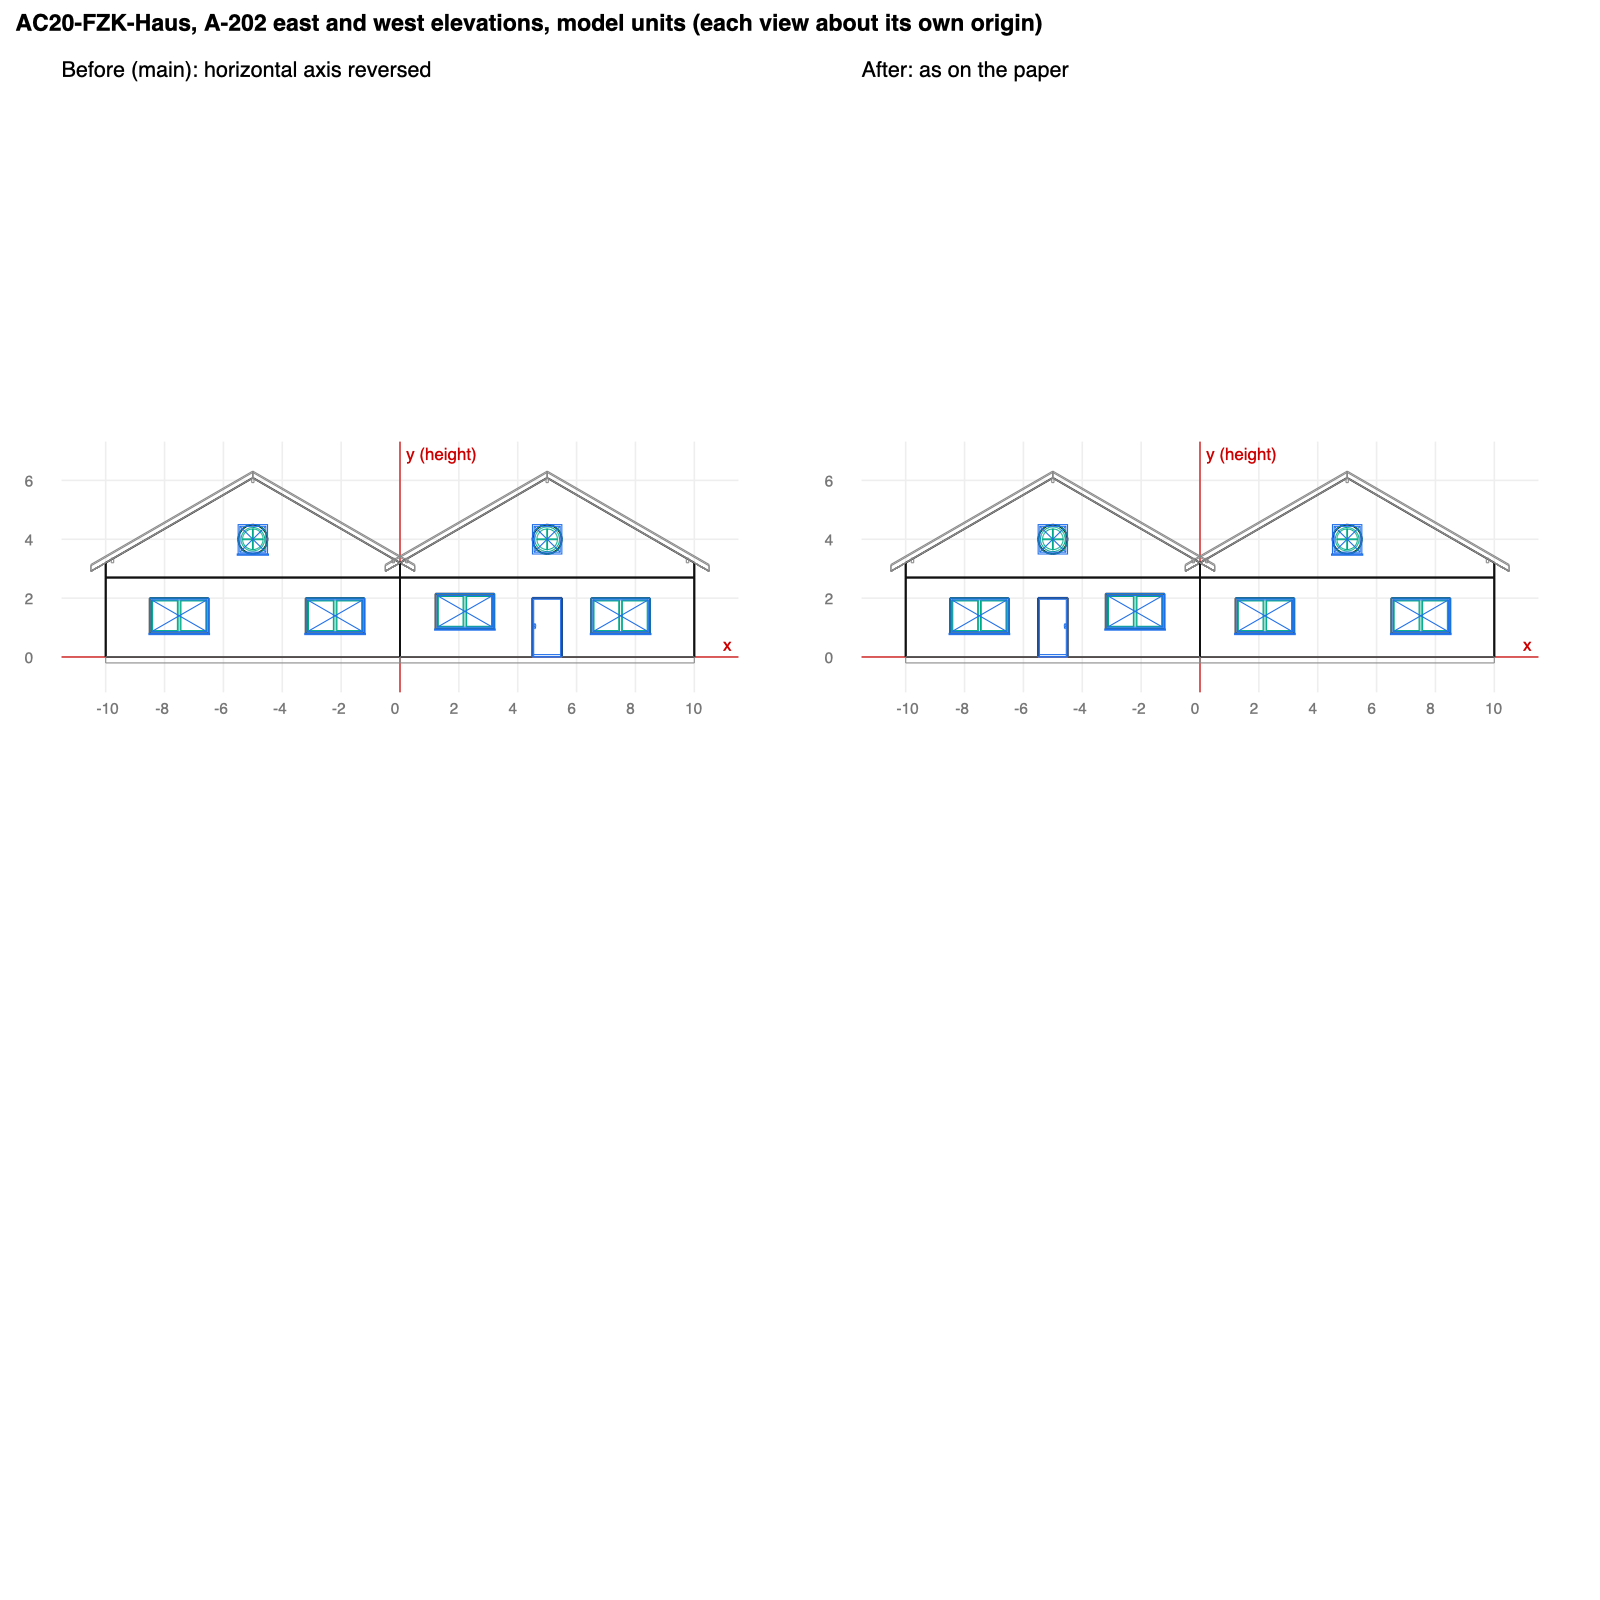 AC20-FZK-Haus, A-202 east and west elevations, model units (each view about its own origin)
Before (main): horizontal axis reversed
After: as on the paper
y (height)
y (height)
6
6
4
4
2
2
x
x
0
0
-10 -8 -6 -4 -2 0 2 4 6 8 10
-10 -8 -6 -4 -2 0 2 4 6 8 10